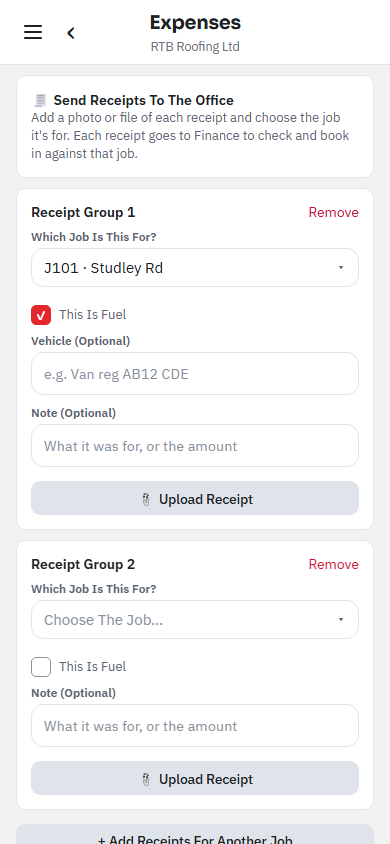 Expenses
RTB Roofing Ltd
Send Receipts To The Office
Add a photo or file of each receipt and choose the job
it's for. Each receipt goes to Finance to check and book
in against that job.
Receipt Group 1
Remove
Which Job Is This For?
J101 · Studley Rd
This Is Fuel
Vehicle (Optional)
e.g. Van reg AB12 CDE
Note (Optional)
What it was for, or the amount
Upload Receipt
Receipt Group 2
Remove
Which Job Is This For?
Choose The Job...
This Is Fuel
Note (Optional)
What it was for, or the amount
Upload Receipt
+ Add Receipts For Another Job